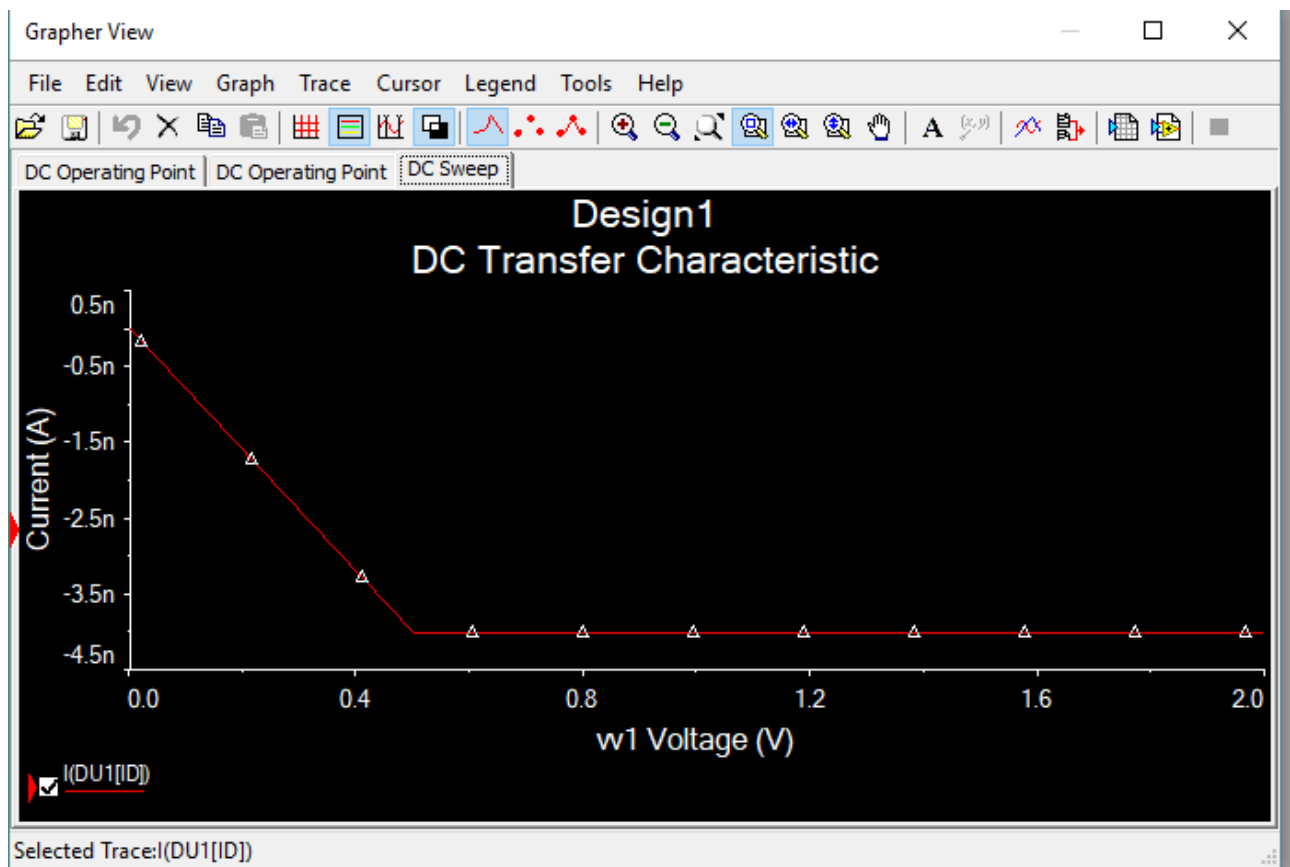 Grapher View
File Edit View Graph Trace Cursor Legend Tools Help
A (x,y)
DC Operating Point DC Operating Point DC Sweep
Design1
DC Transfer Characteristic
Current (A)
0.5n
-0.5n
-1.5n
-2.5n
-3.5n
-4.5n
0.0 0.4 0.8 1.2 1.6 2.0
vv1 Voltage (V)
I(DU1[ID])
Selected Trace:I(DU1[ID])